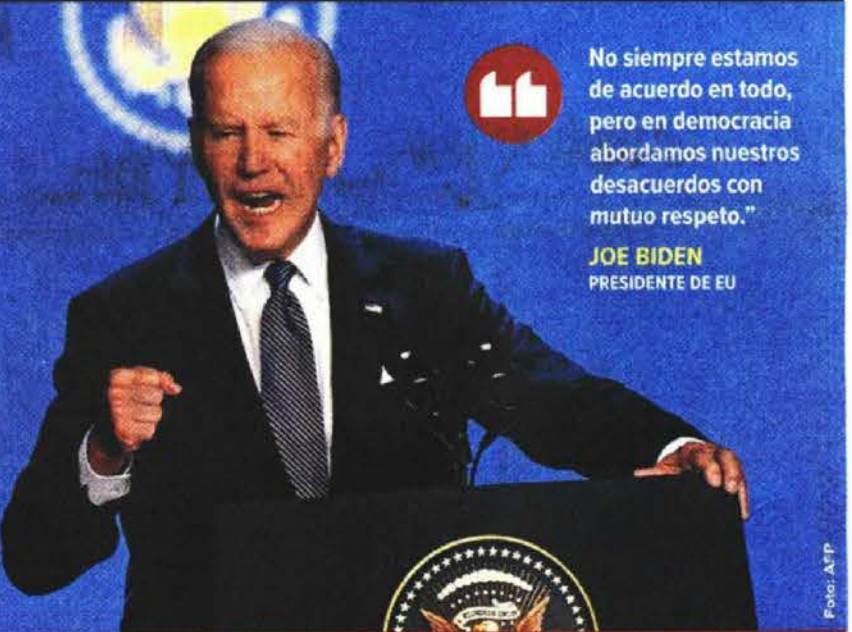 No siempre estamos
de acuerdo en todo,
pero en democracia
abordamos nuestros
desacuerdos con
mutuo respeto.”
JOE BIDEN
PRESIDENTE DE EU
Foto: AFP